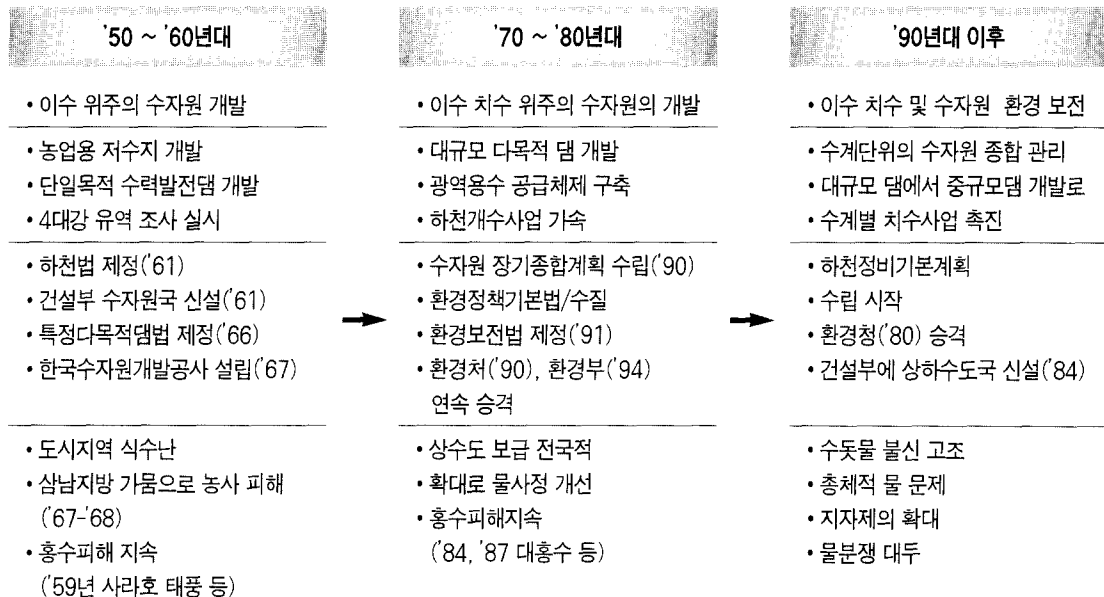 '50 ~ '60년대
• 이수 위주의 수자원 개발
• 농업용 저수지 개발
• 단일목적 수력발전댐 개발
• 4대강 유역 조사 실시
• 하천법 제정('61)
• 건설부 수자원국 신설('61)
• 특정다목적댐법 제정('66)
• 한국수자원개발공사 설립('67)
• 도시지역 식수난
• 삼남지방 가뭄으로 농사 피해
('67-'68)
• 홍수피해 지속
('59년 사라호 태풍 등)
'70 ~ '80년대
• 이수 치수 위주의 수자원의 개발
• 대규모 다목적 댐 개발
• 광역용수 공급체제 구축
• 하천개수사업 가속
• 수자원 장기종합계획 수립('90)
• 환경정책기본법/수질
• 환경보전법 제정('91)
• 환경처('90), 환경부('94)
연속 승격
• 상수도 보급 전국적
• 확대로 물사정 개선
• 홍수피해지속
('84, '87 대홍수 등)
'90년대 이후
• 이수 치수 및 수자원 환경 보전
• 수계단위의 수자원 종합 관리
• 대규모 댐에서 중규모댐 개발로
• 수계별 치수사업 촉진
• 하천정비기본계획
• 수립 시작
• 환경청('80) 승격
• 건설부에 상하수도국 신설('84)
• 수돗물 불신 고조
• 총체적 물 문제
• 지자제의 확대
• 물분쟁 대두